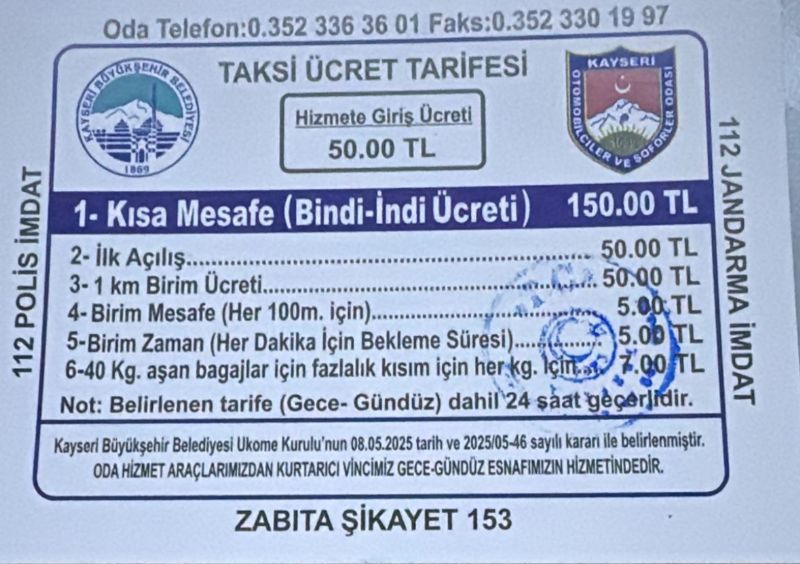 Oda Telefon:0.352 336 36 01 Faks:0.352 330 19 97
KAYSERİ BÜYÜKŞEHİR BELEDİYESİ
1869
TAKSİ ÜCRET TARİFESİ
Hizmete Giriş Ücreti
50.00 TL
KAYSERİ
OTOMOBİLCİLER VE ŞOFÖRLER ODASI
1- Kısa Mesafe (Bindi-İndi Ücreti) 150.00 TL
2- İlk Açılış.......................................................... 50.00 TL
3- 1 km Birim Ücreti................................................ 50.00 TL
4- Birim Mesafe (Her 100m. için)................................ 5.00 TL
5-Birim Zaman (Her Dakika İçin Bekleme Süresi)............... 5.00 TL
6-40 Kg. aşan bagajlar için fazlalık kısım için her kg. İçin..... 7.00 TL
Not: Belirlenen tarife (Gece- Gündüz) dahil 24 saat geçerlidir.
Kayseri Büyükşehir Belediyesi Ukome Kurulu'nun 08.05.2025 tarih ve 2025/05-46 sayılı kararı ile belirlenmiştir.
ODA HİZMET ARAÇLARIMIZDAN KURTARICI VİNCİMİZ GECE-GÜNDÜZ ESNAFIMIZIN HİZMETİNDEDİR.
112 POLİS İMDAT
112 JANDARMA İMDAT
ZABITA ŞİKAYET 153